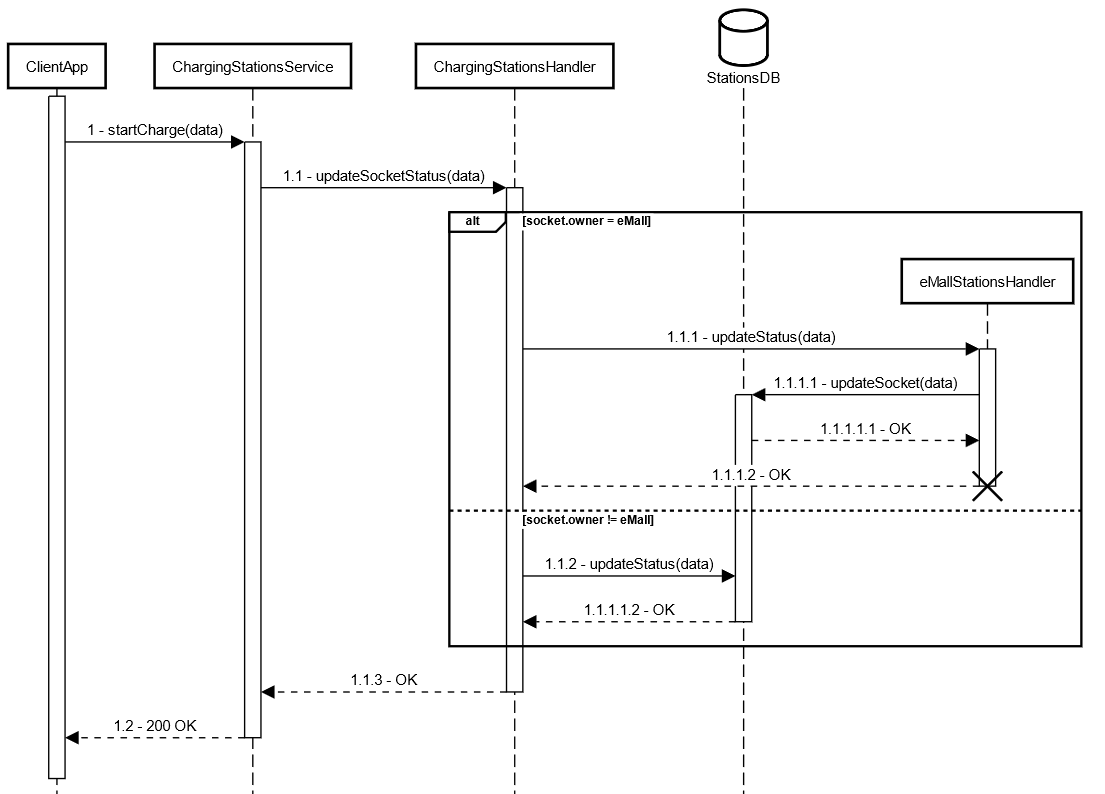 ClientApp
ChargingStationsService
ChargingStationsHandler
StationsDB
1 - startCharge(data)
1.1 - updateSocketStatus(data)
alt
[socket.owner = eMall]
eMallStationsHandler
1.1.1 - updateStatus(data)
1.1.1.1 - updateSocket(data)
1.1.1.1.1 - OK
1.1.1.2 - OK
[socket.owner != eMall]
1.1.2 - updateStatus(data)
1.1.1.1.2 - OK
1.1.3 - OK
1.2 - 200 OK